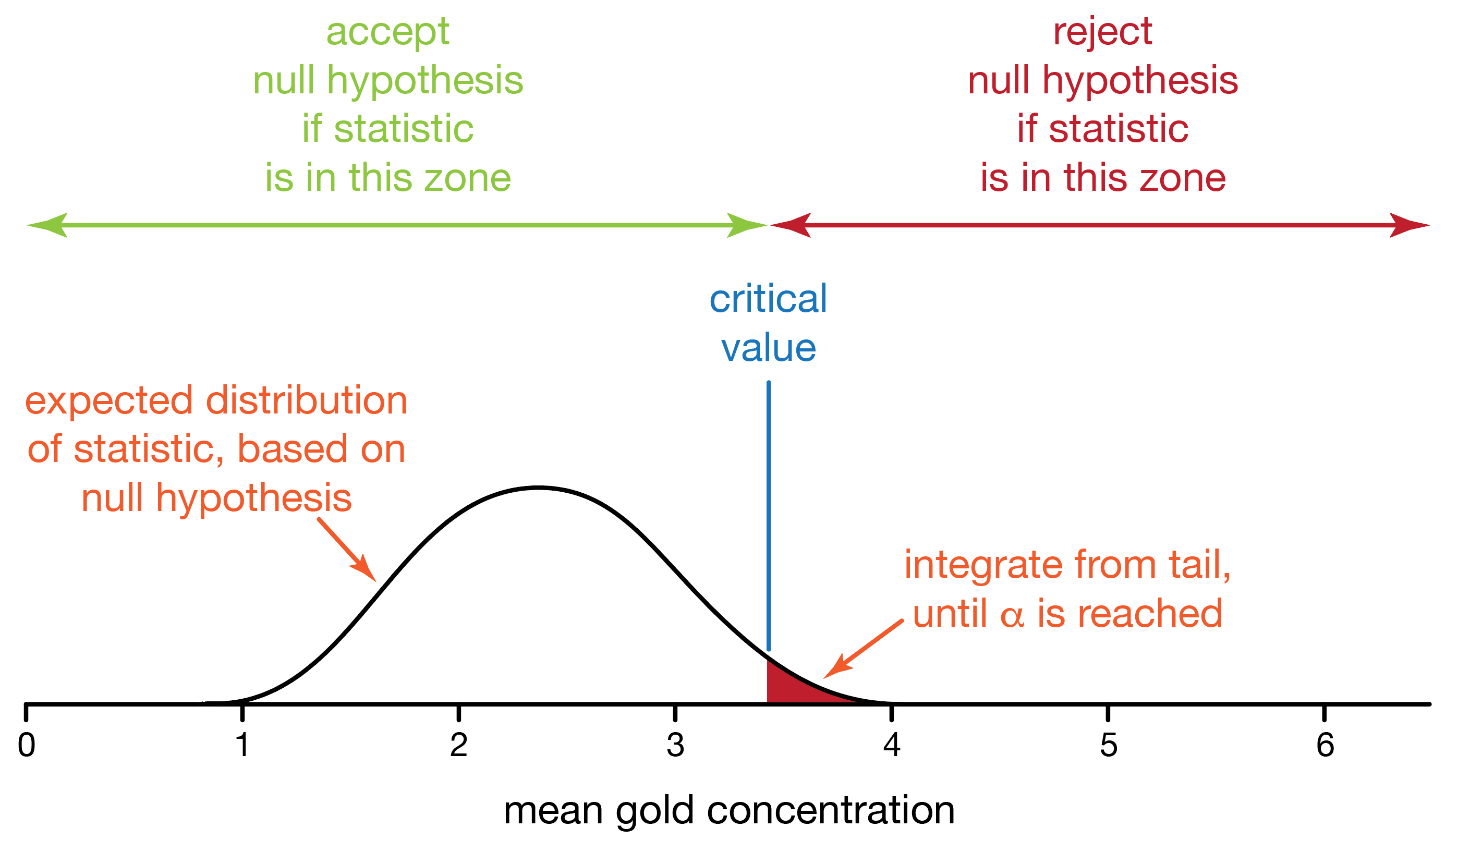 accept
null hypothesis
if statistic
is in this zone
reject
null hypothesis
if statistic
is in this zone
critical
value
expected distribution
of statistic, based on
null hypothesis
integrate from tail,
until α is reached
0 1 2 3 4 5 6
mean gold concentration